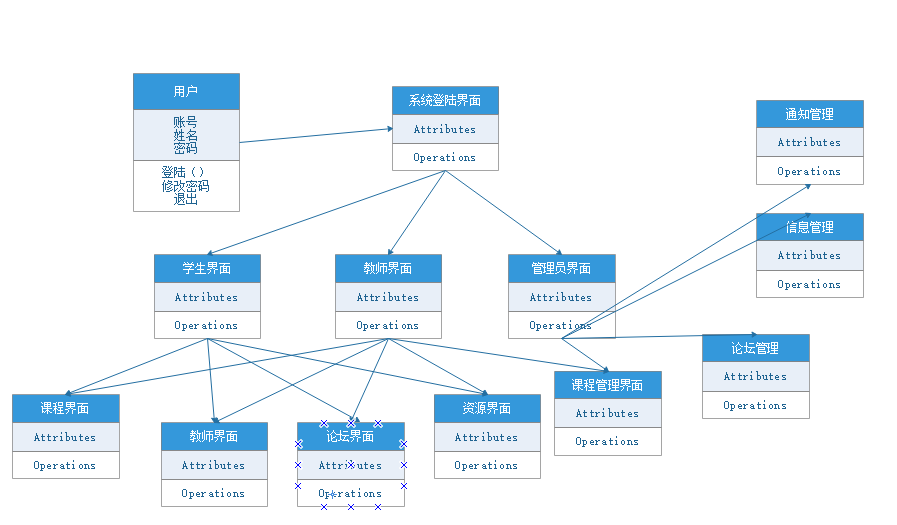 用户
账号
姓名
密码
登陆（）
修改密码
退出
系统登陆界面
Attributes
Operations
通知管理
Attributes
Operations
信息管理
Attributes
Operations
学生界面
Attributes
Operations
教师界面
Attributes
Operations
管理员界面
Attributes
Operations
论坛管理
Attributes
Operations
课程管理界面
Attributes
Operations
课程界面
Attributes
Operations
教师界面
Attributes
Operations
论坛界面
Attributes
Operations
资源界面
Attributes
Operations